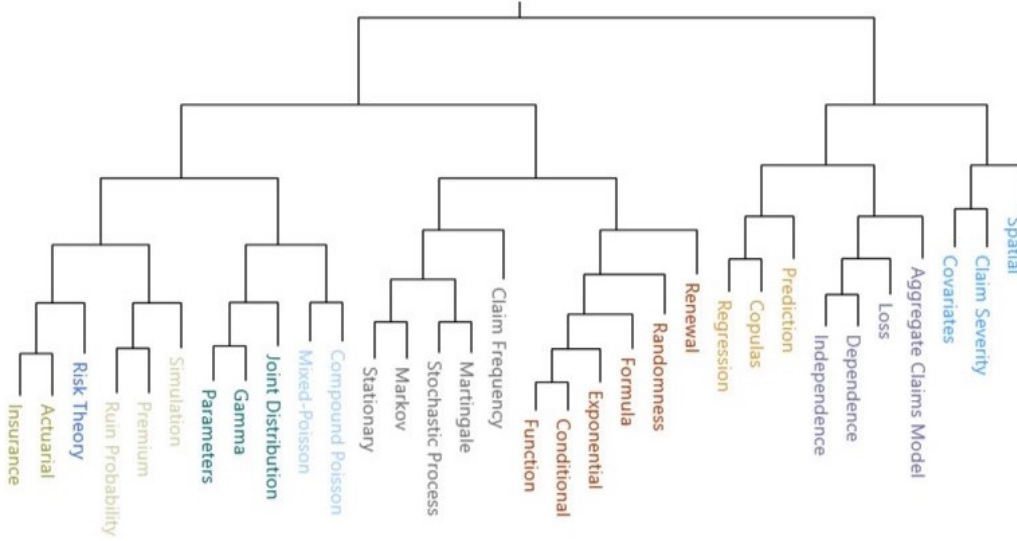 Insurance
Actuarial
Risk Theory
Ruin Probability
Premium
Simulation
Parameters
Gamma
Joint Distribution
Mixed-Poisson
Compound Poisson
Stationary
Markov
Stochastic Process
Martingale
Claim Frequency
Function
Conditional
Exponential
Formula
Randomness
Renewal
Regression
Copulas
Prediction
Independence
Dependence
Loss
Aggregate Claims Model
Covariates
Claim Severity
Spatial